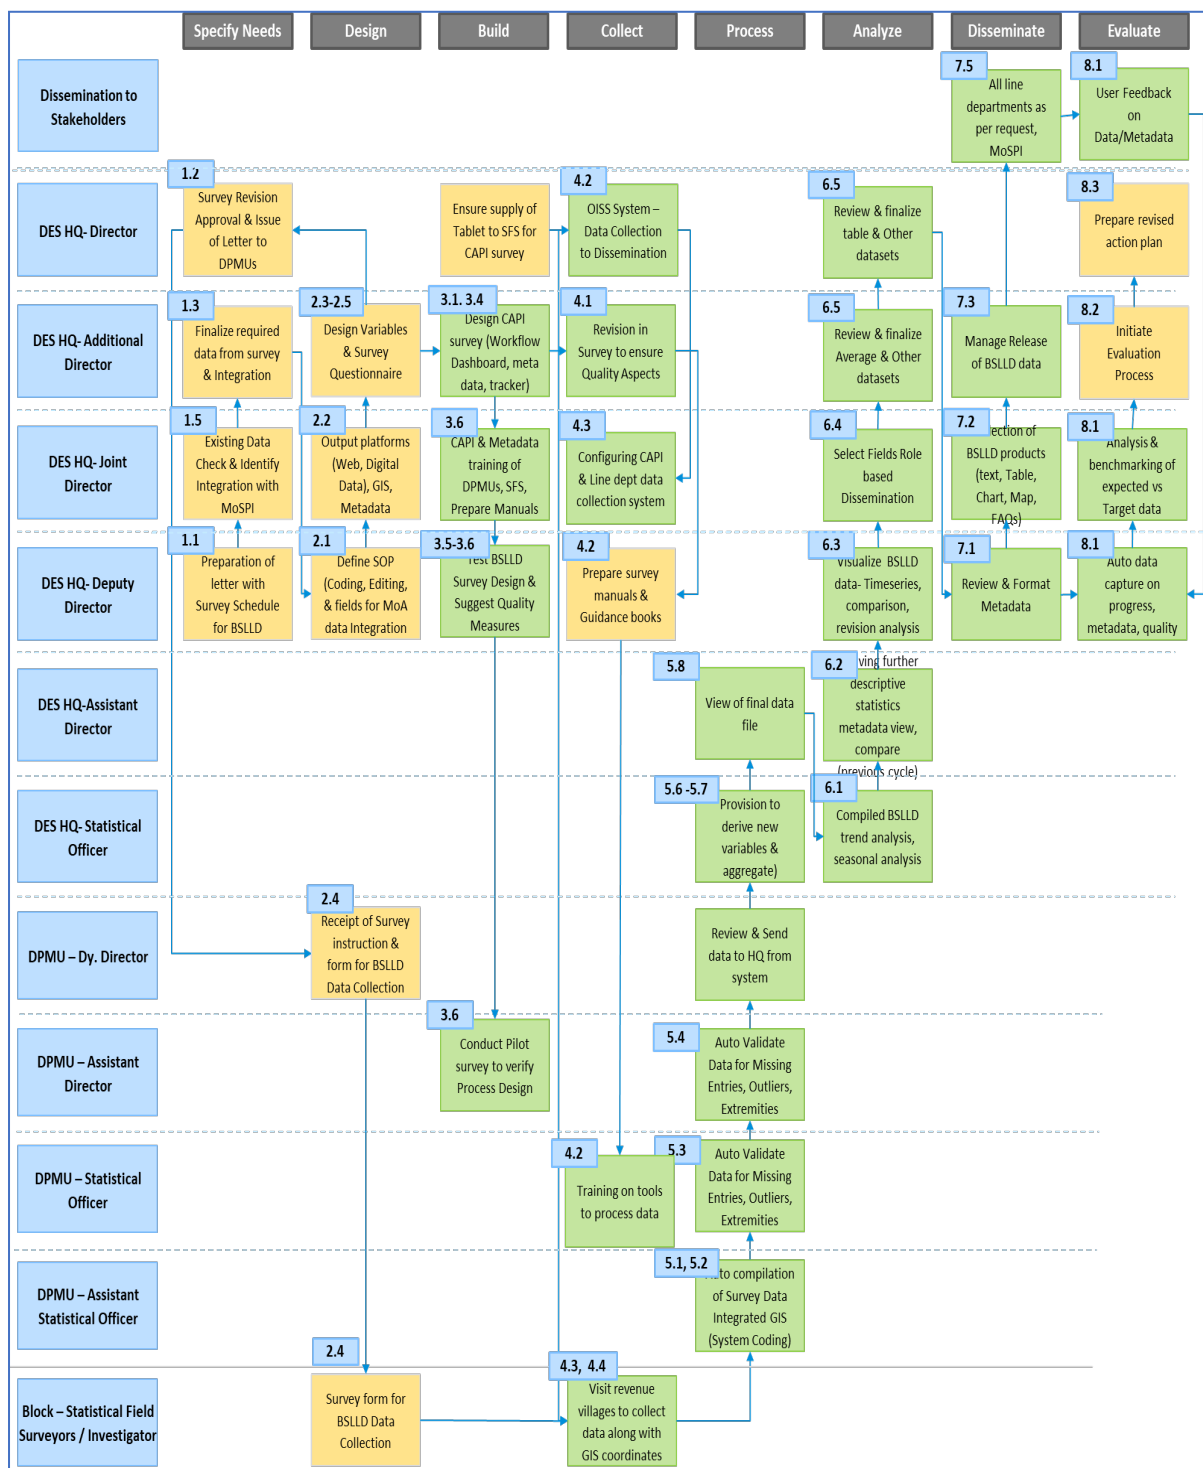 Specify Needs
Design
Build
Collect
Process
Analyze
Disseminate
Evaluate
Dissemination to
Stakeholders
7.5
All line
departments as
per request,
MoSPI
8.1
User Feedback
on
Data/Metadata
DES HQ- Director
1.2
Survey Revision
Approval & Issue
of Letter to
DPMUs
Ensure supply of
Tablet to SFS for
CAPI survey
4.2
OISS System –
Data Collection
to Dissemination
6.5
Review & finalize
table & Other
datasets
8.3
Prepare revised
action plan
DES HQ- Additional
Director
1.3
Finalize required
data from survey
& Integration
2.3-2.5
Design Variables
& Survey
Questionnaire
3.1, 3.4
Design CAPI
survey (Workflow
Dashboard, meta
data, tracker)
4.1
Revision in
Survey to ensure
Quality Aspects
6.5
Review & finalize
Average & Other
datasets
7.3
Manage Release
of BSLLD data
8.2
Initiate
Evaluation
Process
DES HQ- Joint
Director
1.5
Existing Data
Check & Identify
Integration with
MoSPI
2.2
Output platforms
(Web, Digital
Data), GIS,
Metadata
3.6
CAPI & Metadata
training of
DPMUs, SFS,
Prepare Manuals
4.3
Configuring CAPI
& Line dept data
collection system
6.4
Select Fields Role
based
Dissemination
7.2
ection of
BSLLD products
(text, Table,
Chart, Map,
FAQs)
8.1
Analysis &
benchmarking of
expected vs
Target data
DES HQ- Deputy
Director
1.1
Preparation of
letter with
Survey Schedule
for BSLLD
2.1
Define SOP
(Coding, Editing,
& fields for MoA
data Integration
3.5-3.6
Test BSLLD
Survey Design &
Suggest Quality
Measures
4.2
Prepare survey
manuals &
Guidance books
6.3
Visualize BSLLD
data- Timeseries,
comparison,
revision analysis
7.1
Review & Format
Metadata
8.1
Auto data
capture on
progress,
metadata, quality
DES HQ-Assistant
Director
5.8
View of final data
file
6.2
ving further
descriptive
statistics
metadata view,
compare
(previous cycle)
DES HQ- Statistical
Officer
5.6 -5.7
Provision to
derive new
variables &
aggregate)
6.1
Compiled BSLLD
trend analysis,
seasonal analysis
DPMU – Dy. Director
2.4
Receipt of Survey
instruction &
form for BSLLD
Data Collection
Review & Send
data to HQ from
system
DPMU – Assistant
Director
3.6
Conduct Pilot
survey to verify
Process Design
5.4
Auto Validate
Data for Missing
Entries, Outliers,
Extremities
DPMU – Statistical
Officer
4.2
Training on tools
to process data
5.3
Auto Validate
Data for Missing
Entries, Outliers,
Extremities
DPMU – Assistant
Statistical Officer
5.1, 5.2
Auto compilation
of Survey Data
Integrated GIS
(System Coding)
Block – Statistical Field
Surveyors / Investigator
2.4
Survey form for
BSLLD Data
Collection
4.3, 4.4
Visit revenue
villages to collect
data along with
GIS coordinates